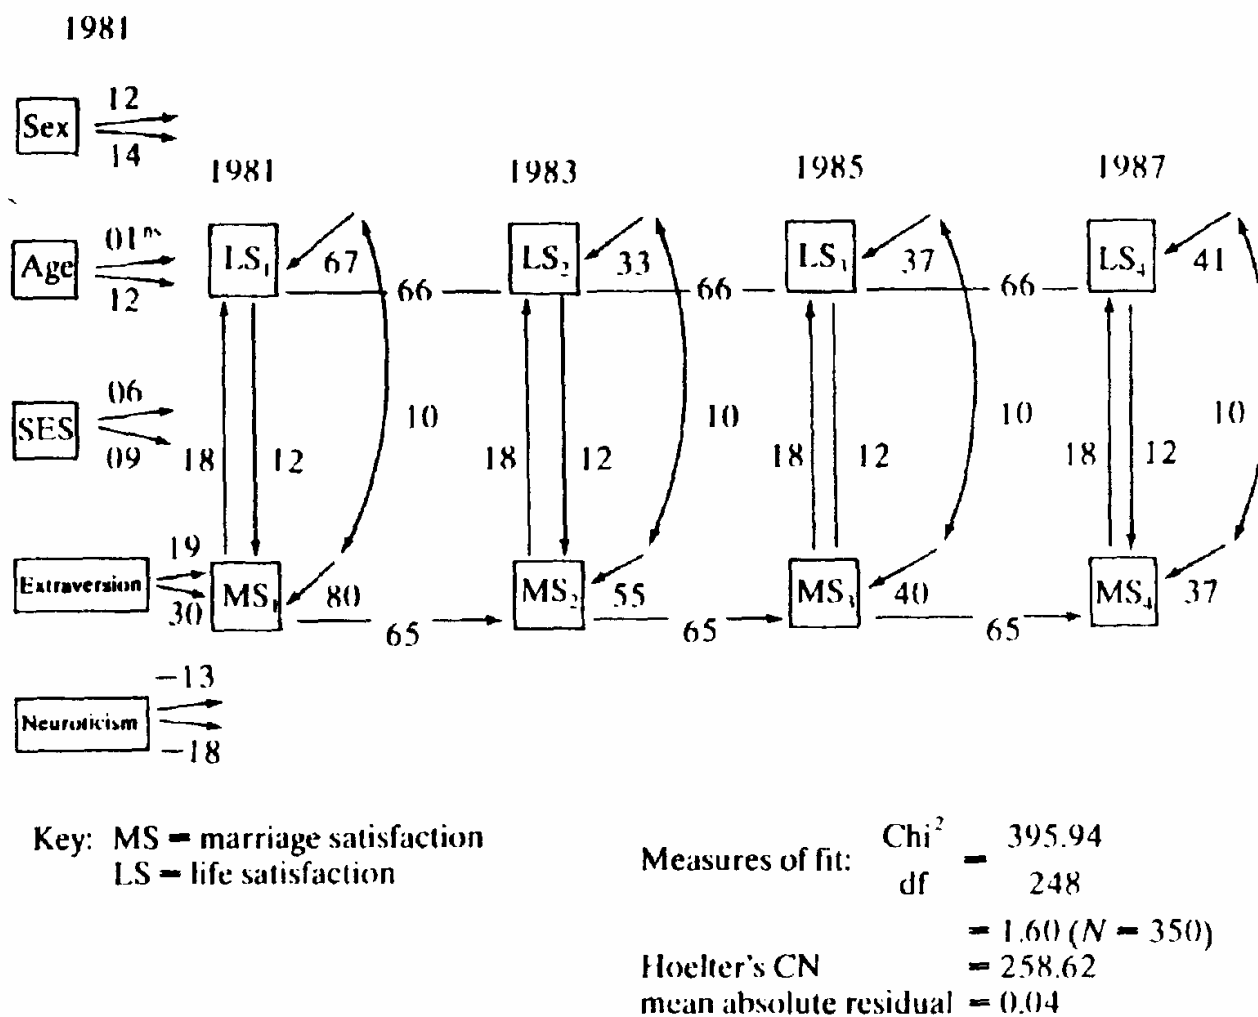 1981
12
Sex
14
1981 1983 1985 1987
01ns
Age
12
LS1 67 LS2 33 LS3 37 LS4 41
66 66 66
06
SES
09
10 10 10 10
18 12 18 12 18 12 18 12
19
Extraversion
30
MS1 80 MS2 55 MS3 40 MS4 37
65 65 65
−13
Neuroticism
−18
Key: MS = marriage satisfaction
LS = life satisfaction
Measures of fit: Chi2 = 395.94
df 248
= 1.60 (N = 350)
Hoelter's CN = 258.62
mean absolute residual = 0.04